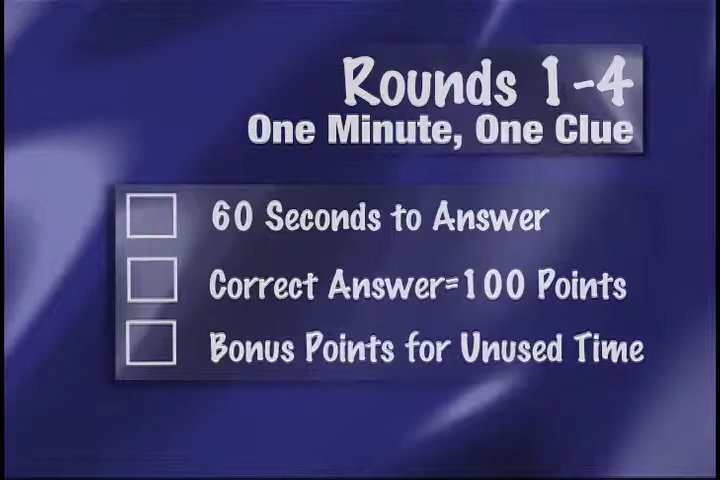 Rounds 1-4
One Minute, One Clue
60 Seconds to Answer
Correct Answer=100 Points
Bonus Points for Unused Time